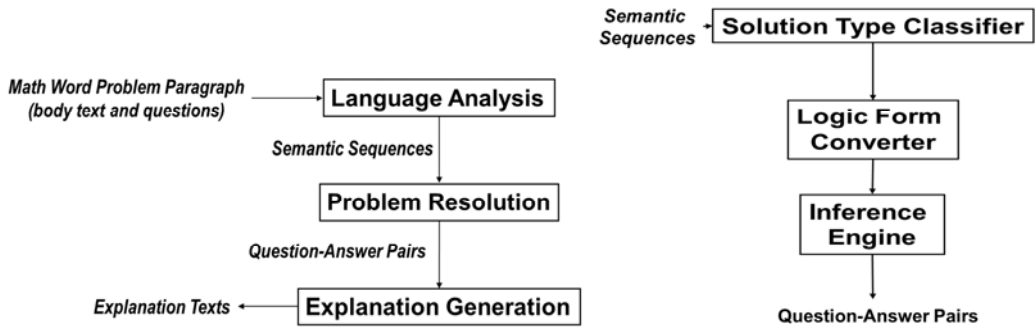 Math Word Problem Paragraph
(body text and questions)
Language Analysis
Semantic Sequences
Problem Resolution
Question-Answer Pairs
Explanation Texts
Explanation Generation
Semantic
Sequences
Solution Type Classifier
Logic Form
Converter
Inference
Engine
Question-Answer Pairs